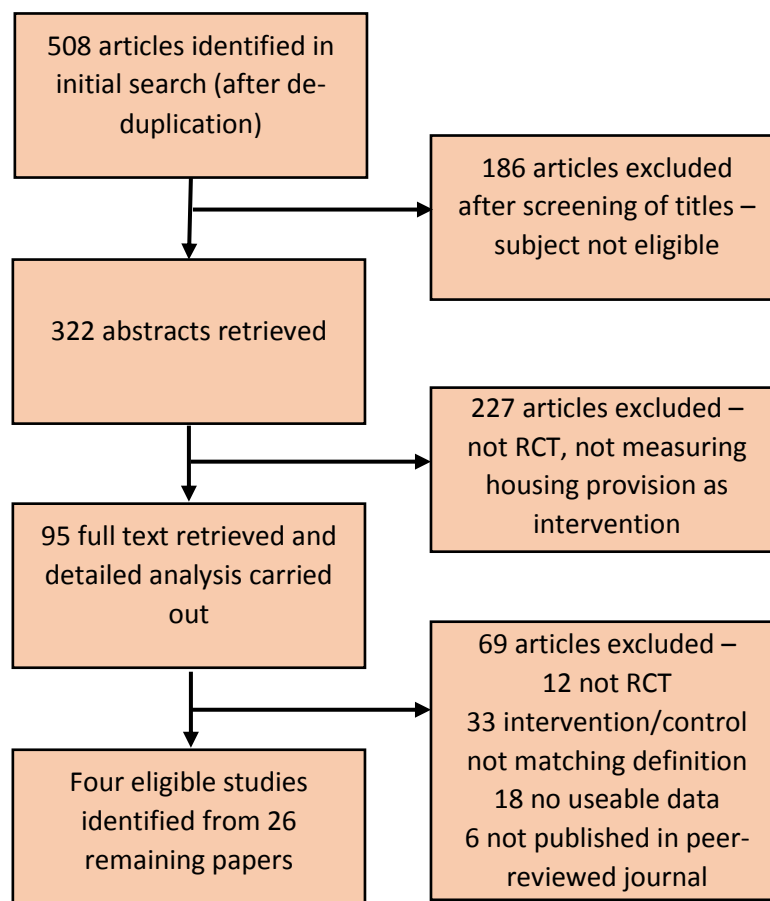 508 articles identified in
initial search (after de-
duplication)
186 articles excluded
after screening of titles –
subject not eligible
322 abstracts retrieved
227 articles excluded –
not RCT, not measuring
housing provision as
intervention
95 full text retrieved and
detailed analysis carried
out
69 articles excluded –
12 not RCT
33 intervention/control
not matching definition
18 no useable data
6 not published in peer-
reviewed journal
Four eligible studies
identified from 26
remaining papers